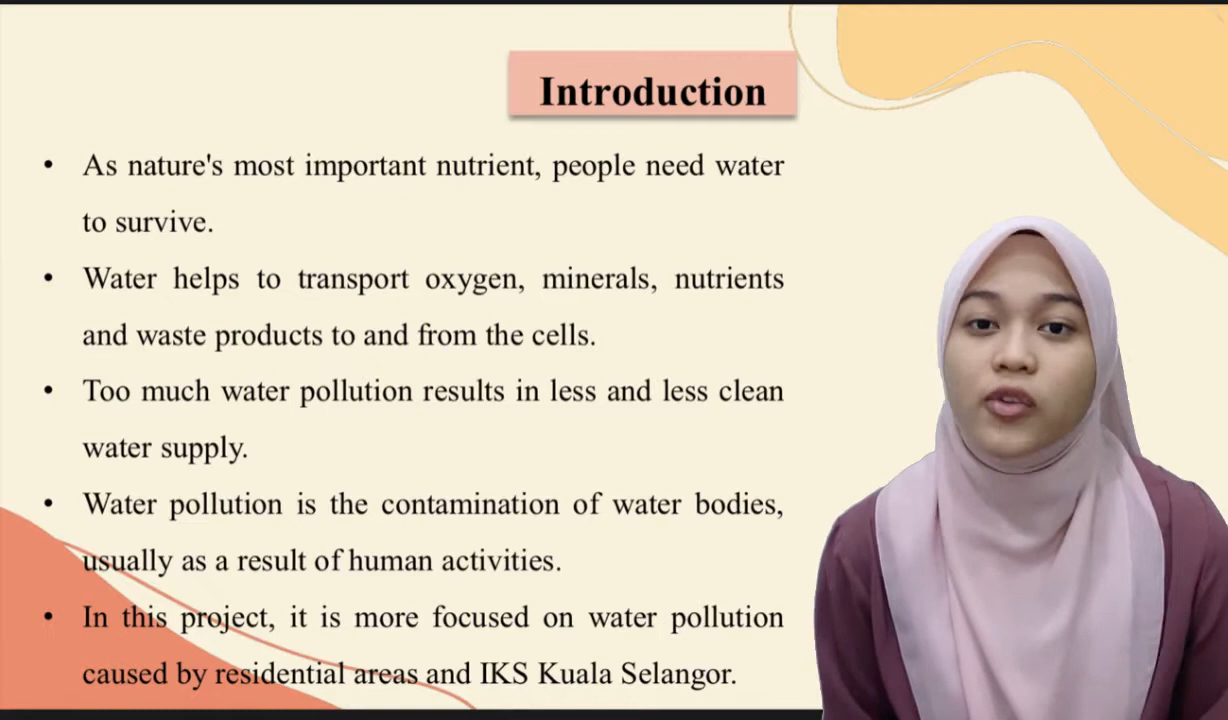 Introduction
• As nature's most important nutrient, people need water
to survive.
• Water helps to transport oxygen, minerals, nutrients
and waste products to and from the cells.
• Too much water pollution results in less and less clean
water supply.
• Water pollution is the contamination of water bodies,
usually as a result of human activities.
• In this project, it is more focused on water pollution
caused by residential areas and IKS Kuala Selangor.